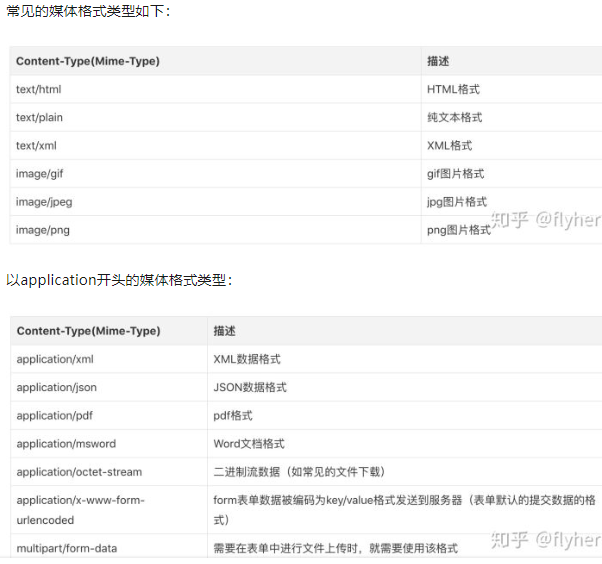 常见的媒体格式类型如下：
Content-Type(Mime-Type) 描述
text/html HTML格式
text/plain 纯文本格式
text/xml XML格式
image/gif gif图片格式
image/jpeg jpg图片格式
image/png png图片格式
知乎 @flyher
以application开头的媒体格式类型：
Content-Type(Mime-Type) 描述
application/xml XML数据格式
application/json JSON数据格式
application/pdf pdf格式
application/msword Word文档格式
application/octet-stream 二进制流数据（如常见的文件下载）
application/x-www-form- form表单数据被编码为key/value格式发送到服务器（表单默认的提交数据的格
urlencoded 式）
multipart/form-data 需要在表单中进行文件上传时，就需要使用该格式
知乎 @flyher